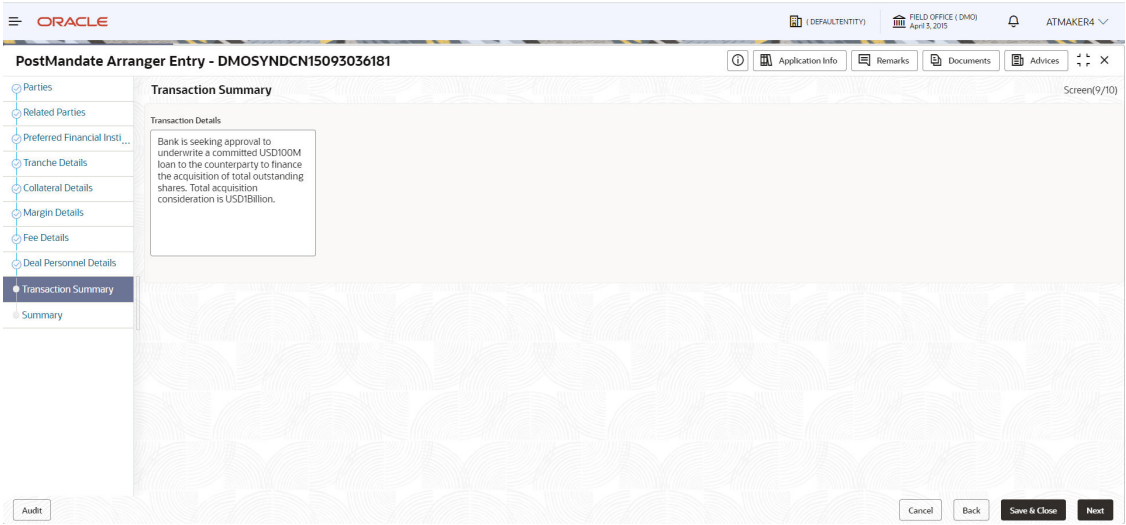 ORACLE
( DEFAULTENTITY)
FIELD OFFICE ( DMO)
April 3, 2015
ATMAKER4
PostMandate Arranger Entry - DMOSYNDCN15093036181
Application Info
Remarks
Documents
Advices
Parties
Related Parties
Preferred Financial Insti...
Tranche Details
Collateral Details
Margin Details
Fee Details
Deal Personnel Details
Transaction Summary
Summary
Transaction Summary
Screen(9/10)
Transaction Details
Bank is seeking approval to
underwrite a committed USD100M
loan to the counterparty to finance
the acquisition of total outstanding
shares. Total acquisition
consideration is USD1Billion.
Audit
Cancel
Back
Save & Close
Next